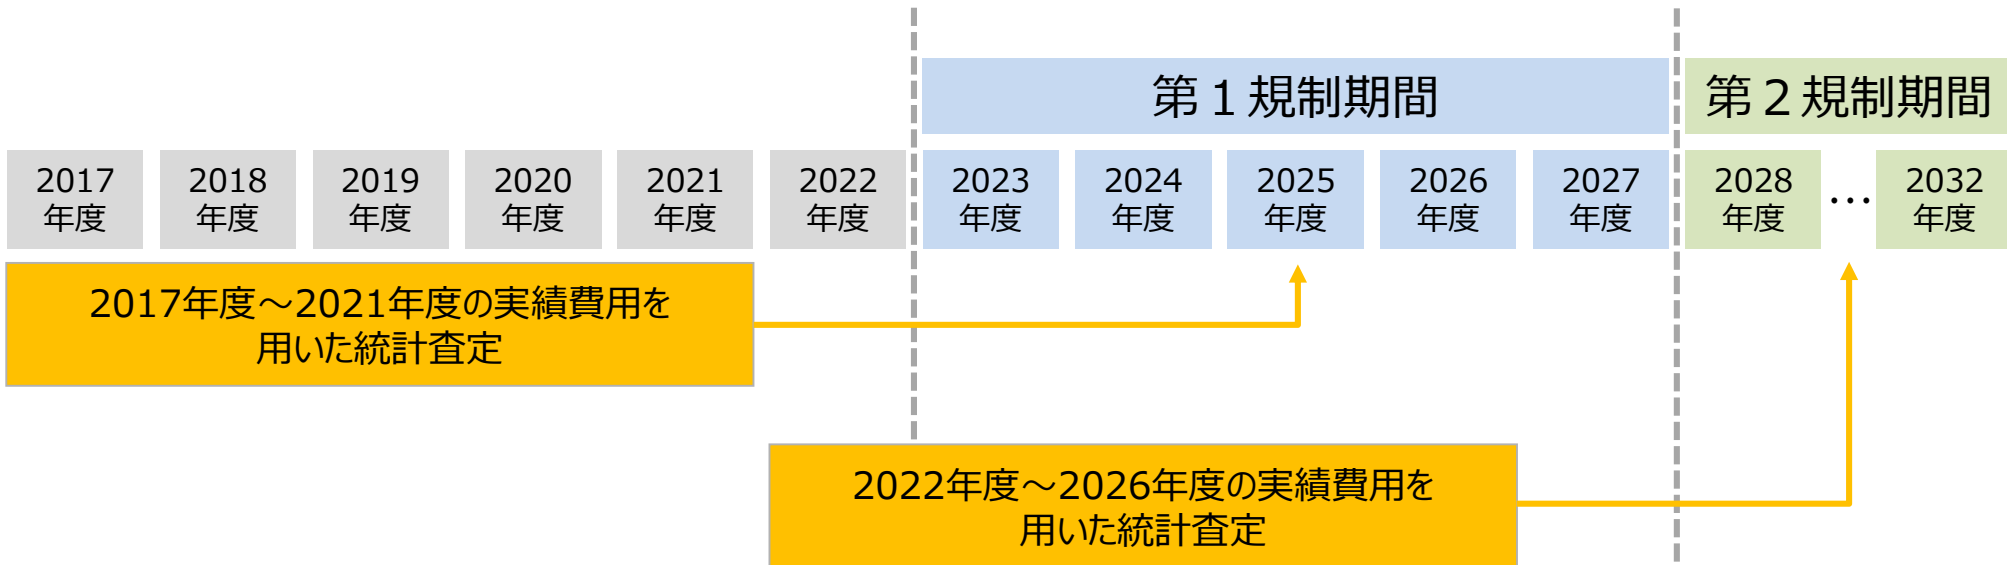 第１規制期間
第２規制期間
2017
年度
2018
年度
2019
年度
2020
年度
2021
年度
2022
年度
2023
年度
2024
年度
2025
年度
2026
年度
2027
年度
2028
年度
…
2032
年度
2017年度～2021年度の実績費用を
用いた統計査定
2022年度～2026年度の実績費用を
用いた統計査定